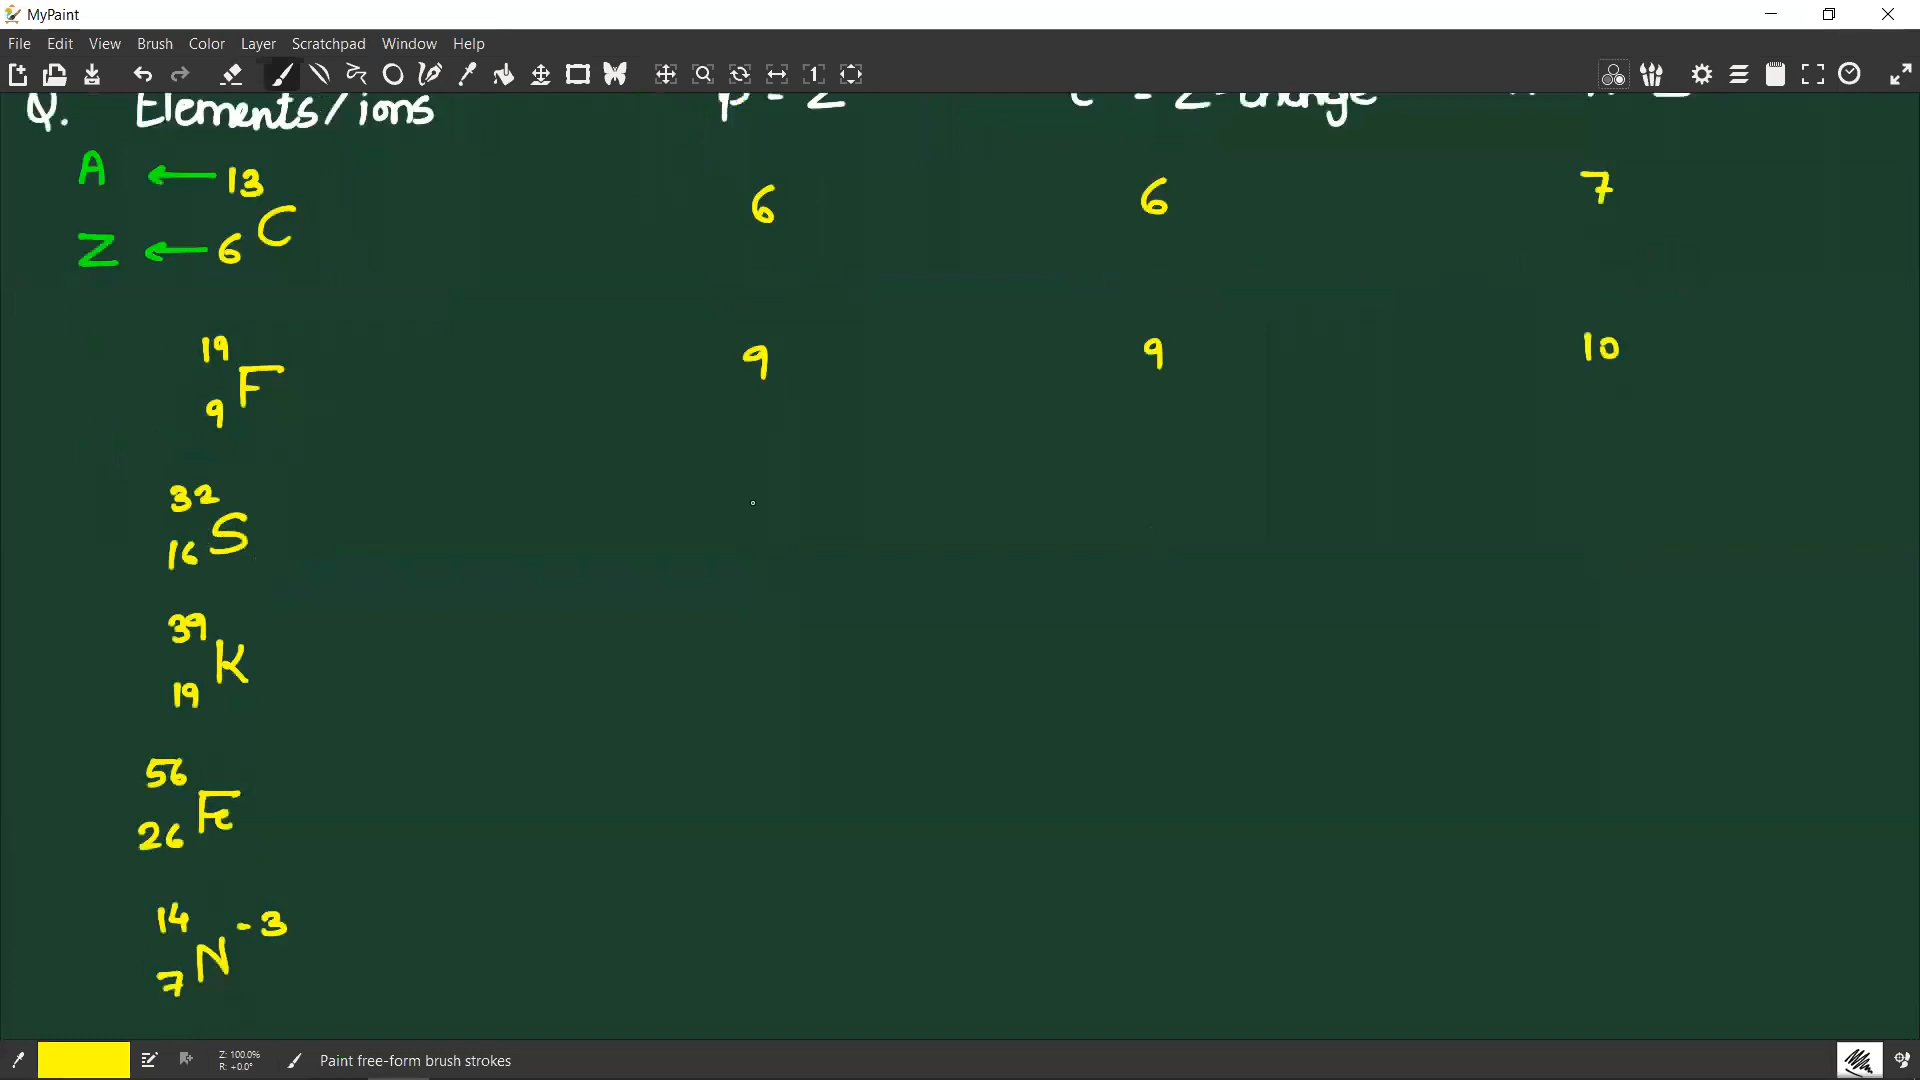 MyPaint
File Edit View Brush Color Layer Scratchpad Window Help
Q. Elements/ions p = Z e = Z - change
A ← 13
6 6 7
Z ← 6 C
19
9 F 9 9 10
32
16 S
39
19 K
56
26 Fe
14 -3
7 N
Z: 100.0%
R: +0.0°
Paint free-form brush strokes